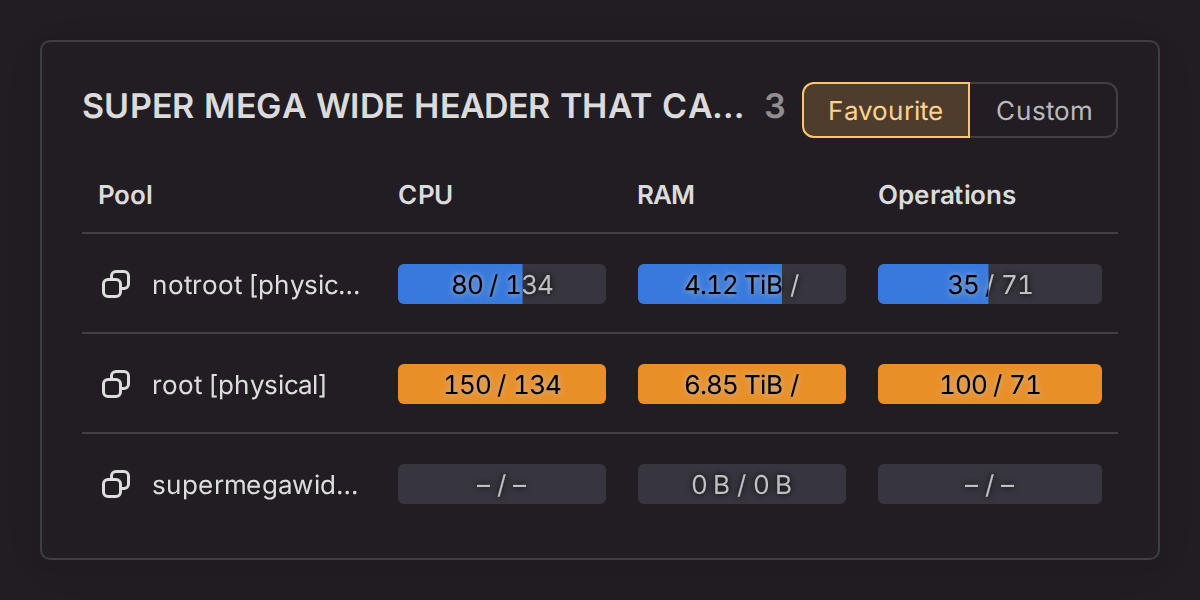 SUPER MEGA WIDE HEADER THAT CA... 3 Favourite Custom
Pool CPU RAM Operations
notroot [physic... 80 / 134 4.12 TiB / 35 / 71
root [physical] 150 / 134 6.85 TiB / 100 / 71
supermegawid... – / – 0 B / 0 B – / –